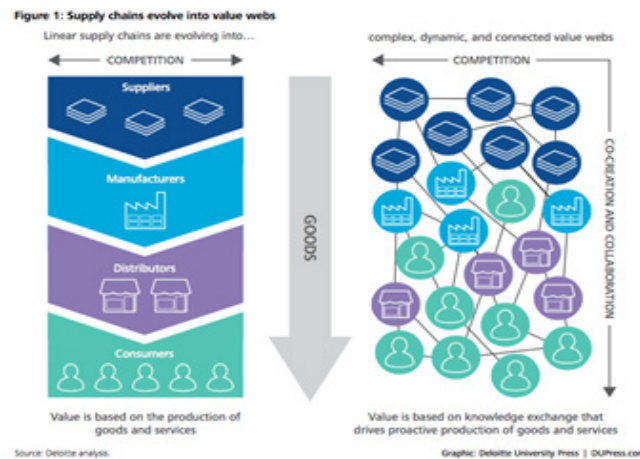 Figure 1: Supply chains evolve into value webs
Linear supply chains are evolving into...
COMPETITION
Suppliers
Manufacturers
Distributors
Consumers
Value is based on the production of
goods and services
GOODS
complex, dynamic, and connected value webs
COMPETITION
CO-CREATION AND COLLABORATION
Value is based on knowledge exchange that
drives proactive production of goods and services
Source: Deloitte analysis.
Graphic: Deloitte University Press | DUPress.com